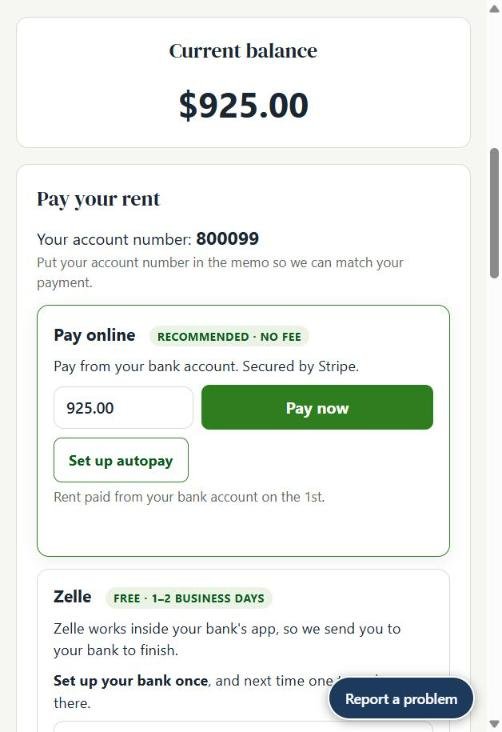 Current balance
$925.00
Pay your rent
Your account number: 800099
Put your account number in the memo so we can match your
payment.
Pay online RECOMMENDED · NO FEE
Pay from your bank account. Secured by Stripe.
925.00 Pay now
Set up autopay
Rent paid from your bank account on the 1st.
Zelle FREE · 1–2 BUSINESS DAYS
Zelle works inside your bank's app, so we send you to
your bank to finish.
Set up your bank once, and next time one
there.
Report a problem